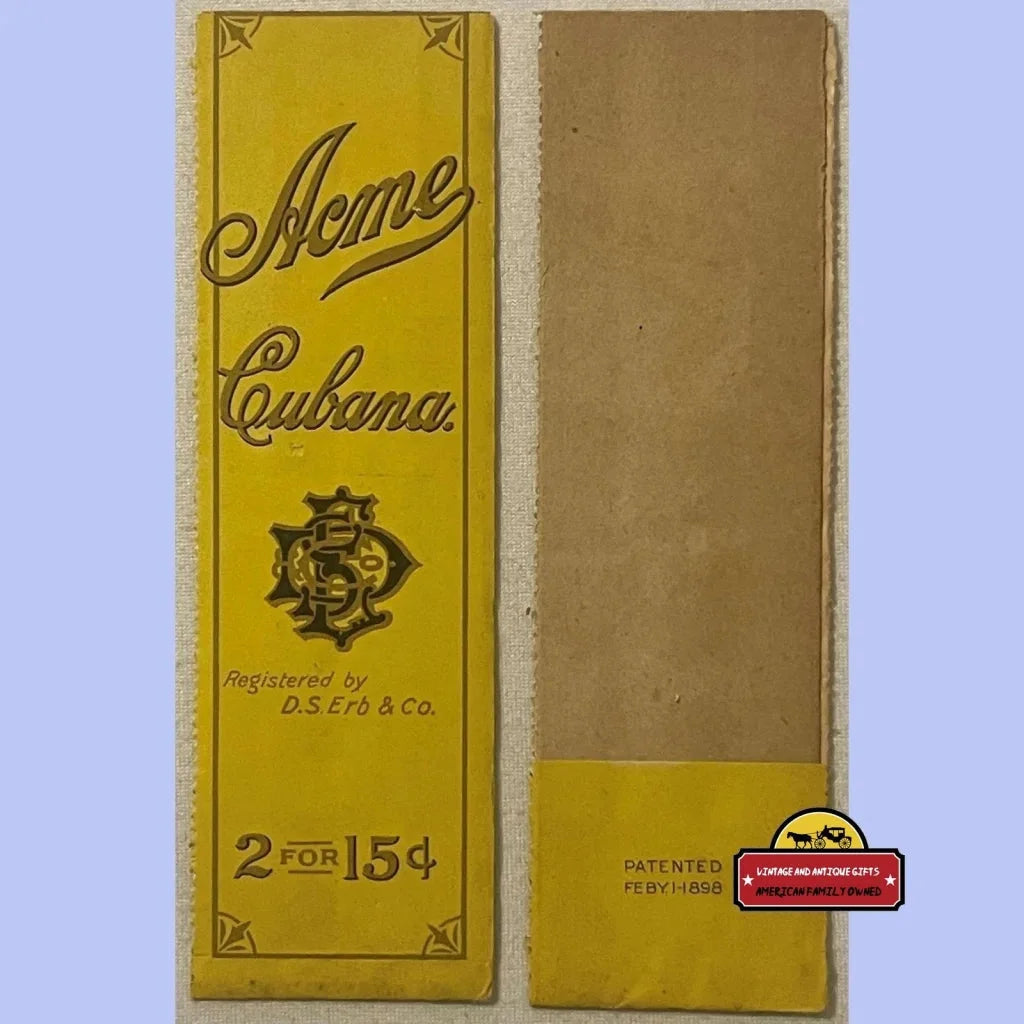 Acme
Cubana.
Registered by
D.S. Erb & Co.
2 FOR 15¢
PATENTED
FEBY.1-1898
VINTAGE AND ANTIQUE GIFTS
AMERICAN FAMILY OWNED